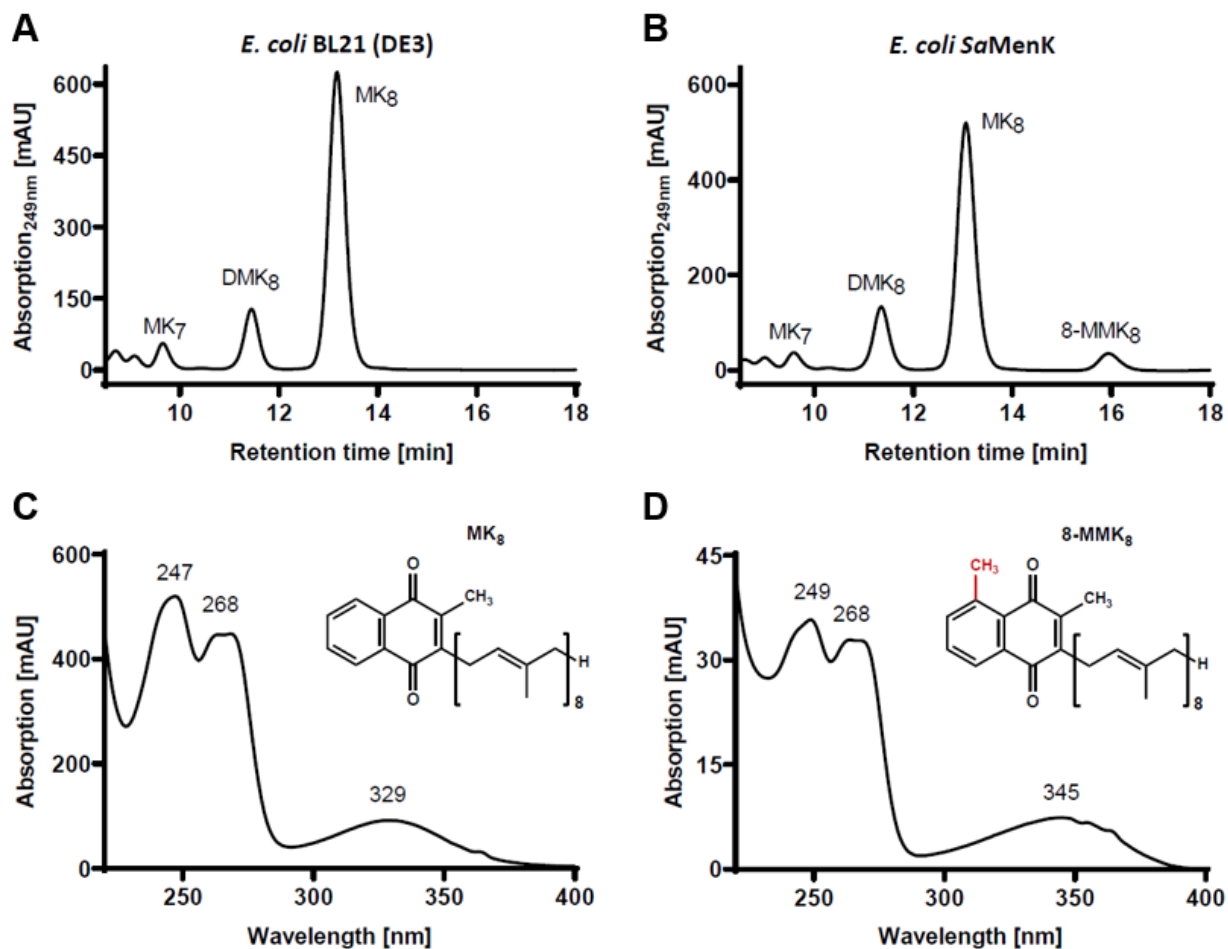 A
E. coli BL21 (DE3)
600
450
300
150
0
Absorption249nm [mAU]
MK7
DMK8
MK8
10
12
14
16
18
Retention time [min]
B
E. coli SaMenK
600
400
200
0
Absorption249nm [mAU]
MK7
DMK8
MK8
8-MMK8
10
12
14
16
18
Retention time [min]
C
600
400
200
0
Absorption [mAU]
247
268
329
MK8
O
CH3
O
H
8
250
300
350
400
Wavelength [nm]
D
45
30
15
0
Absorption [mAU]
249
268
345
8-MMK8
CH3
O
CH3
O
H
8
250
300
350
400
Wavelength [nm]